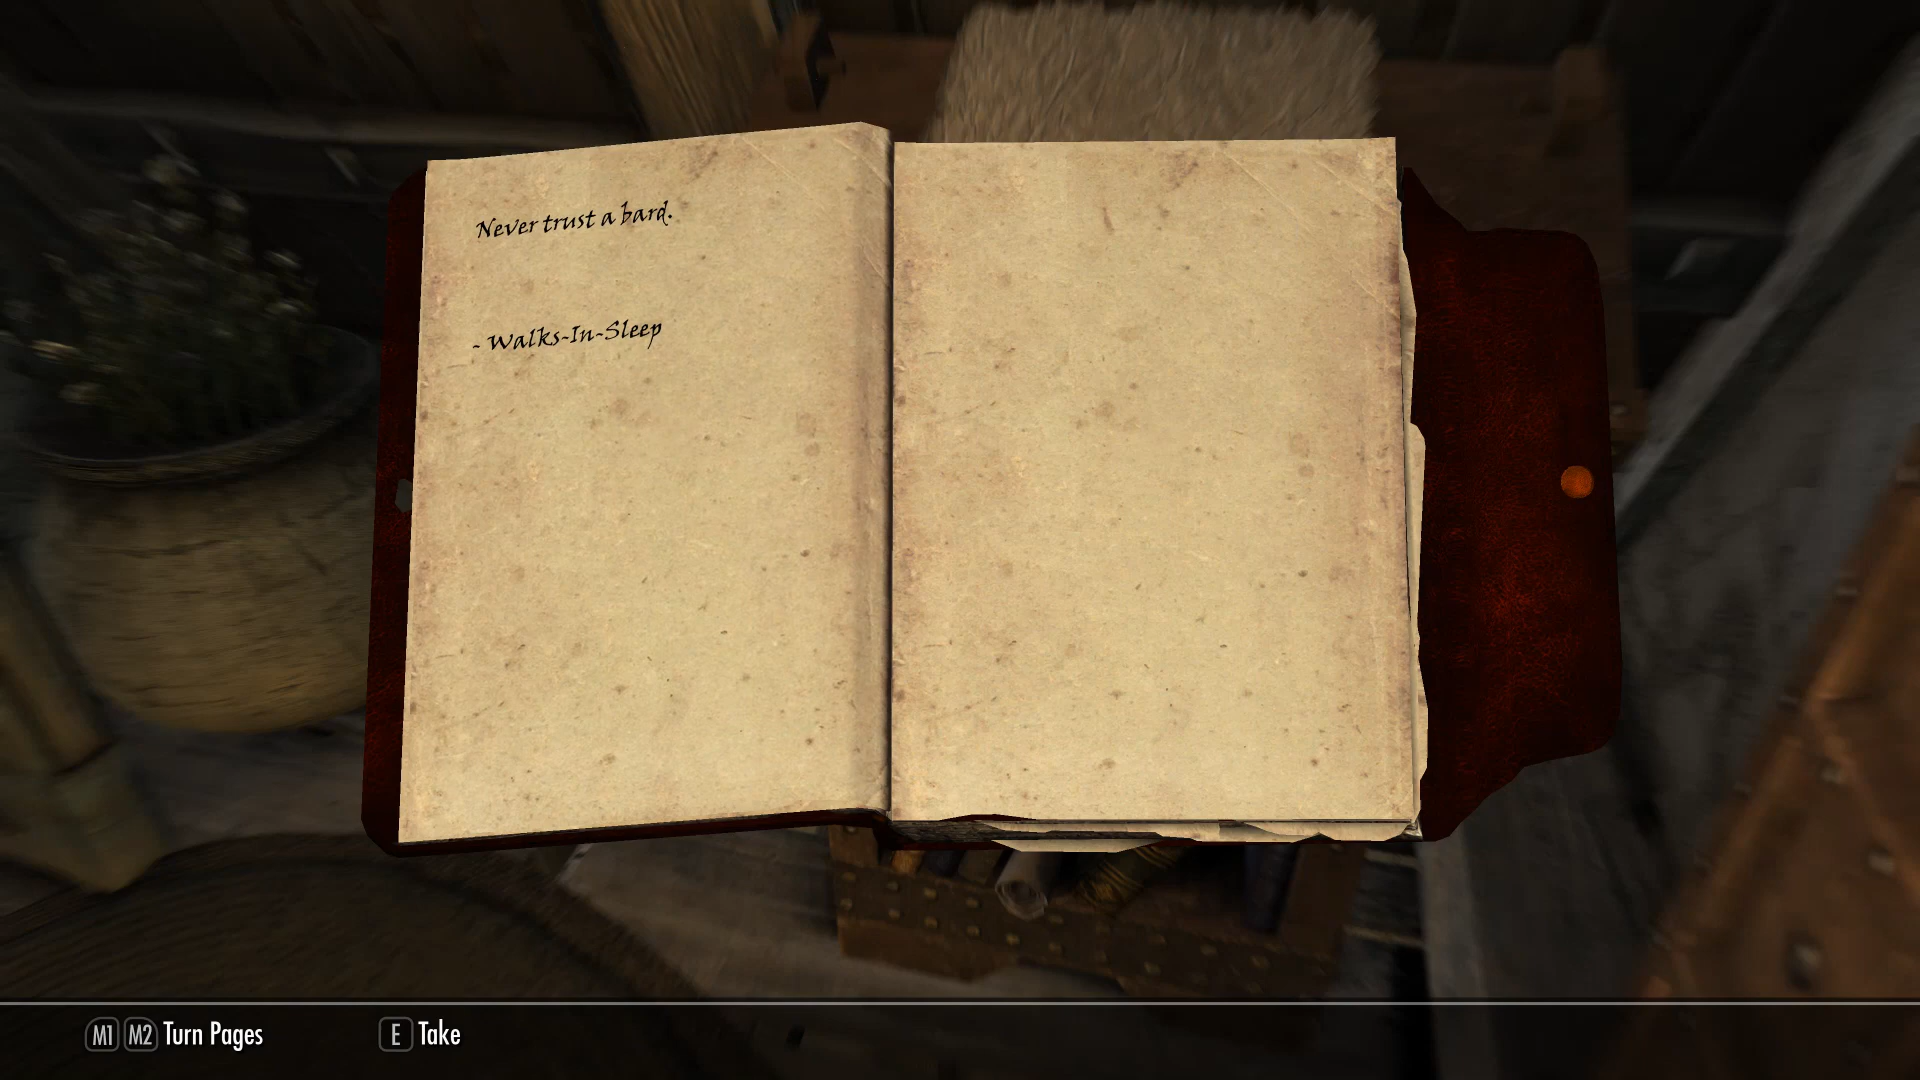 Never trust a bard.
- Walks-In-Sleep
M1 M2 Turn Pages
E Take